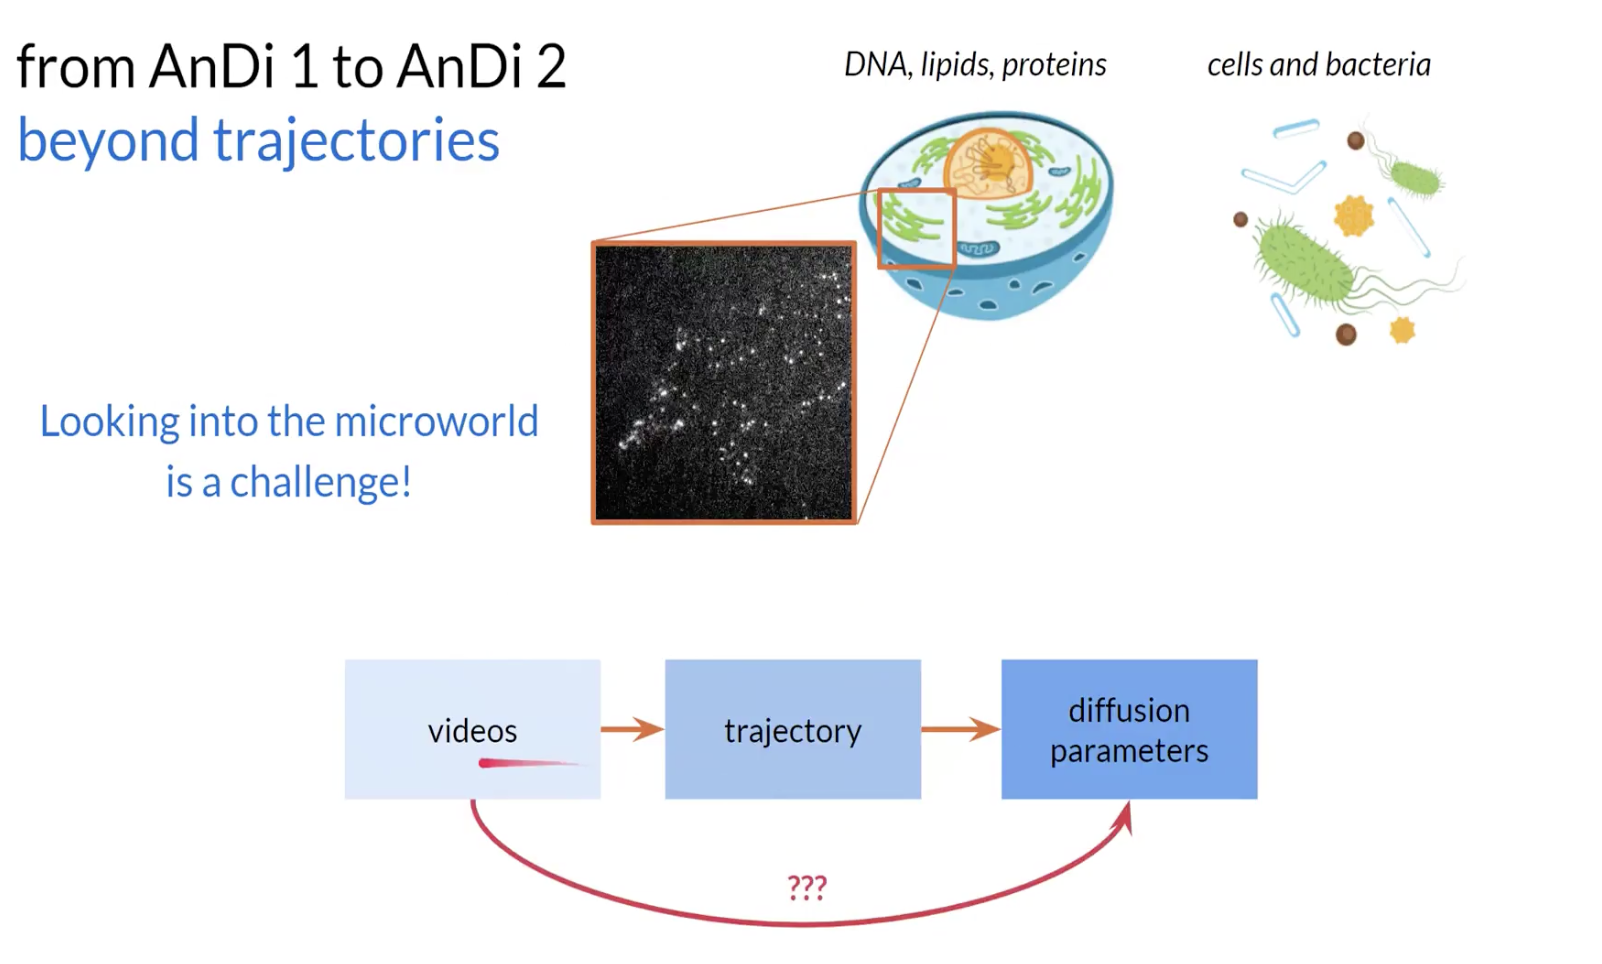 from AnDi 1 to AnDi 2
beyond trajectories
DNA, lipids, proteins
cells and bacteria
Looking into the microworld
is a challenge!
videos
trajectory
diffusion
parameters
???